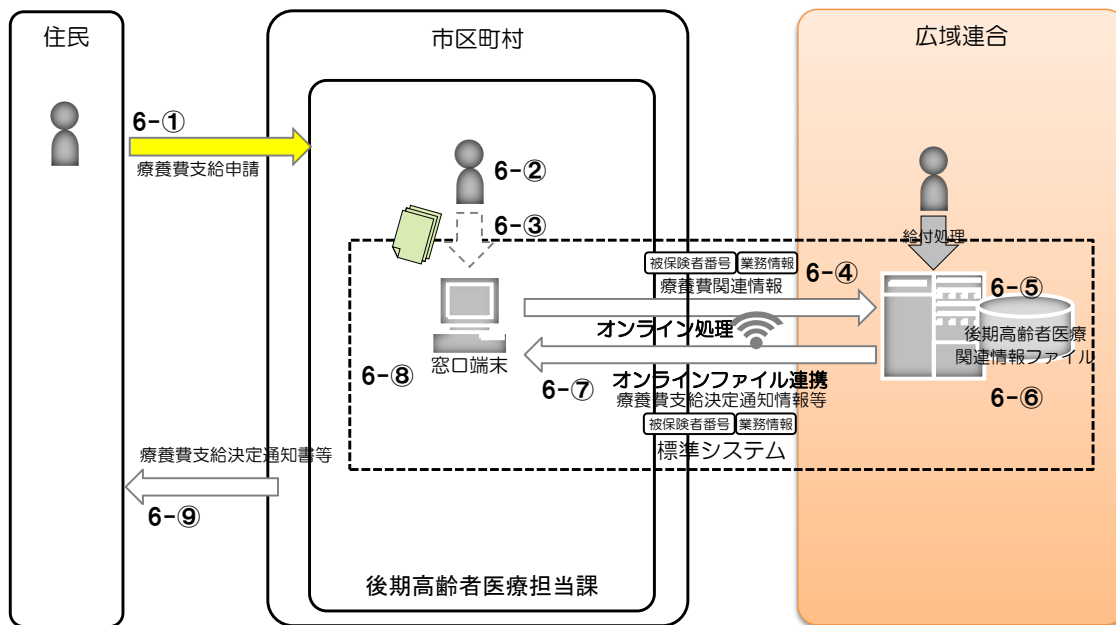 住民
市区町村
広域連合
6-①
療養費支給申請
6-②
6-③
給付処理
被保険者番号 業務情報
6-④
療養費関連情報
6-⑤
オンライン処理
後期高齢者医療
関連情報ファイル
窓口端末
6-⑧
6-⑦
オンラインファイル連携
療養費支給決定通知情報等
6-⑥
被保険者番号 業務情報
標準システム
療養費支給決定通知書等
6-⑨
後期高齢者医療担当課